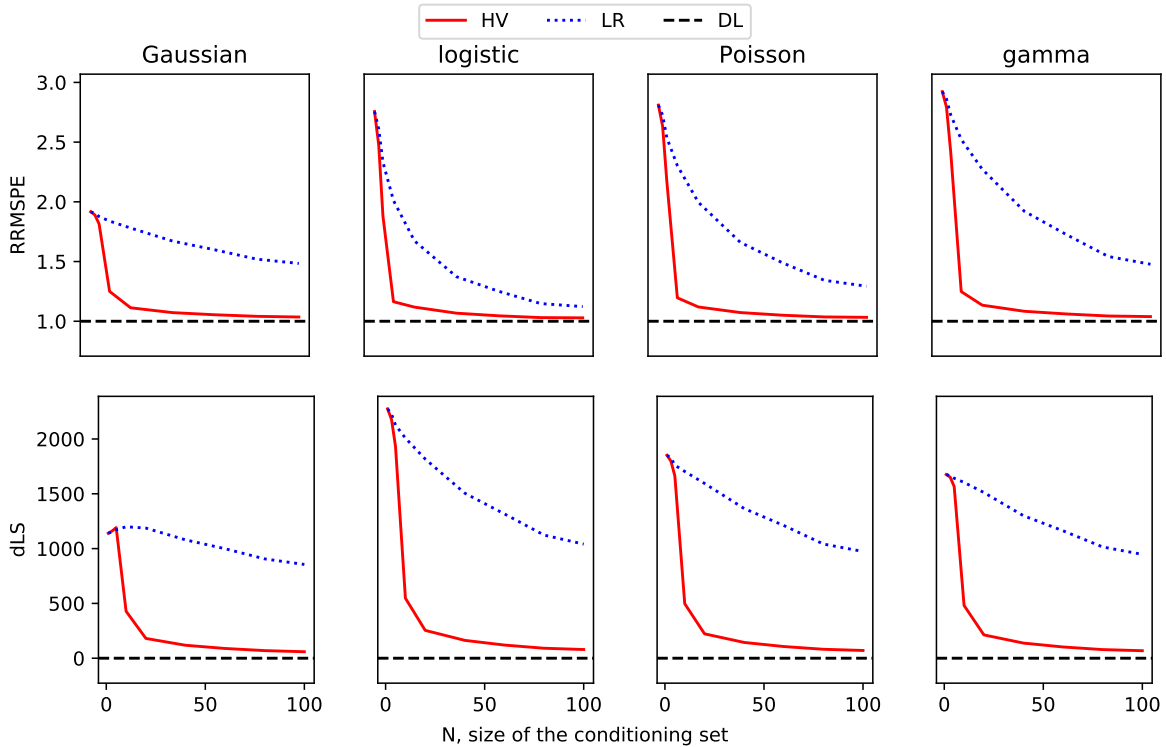 HV LR DL
Gaussian logistic Poisson gamma
3.0
2.5
2.0
1.5
1.0
RRMSPE
2000
1500
1000
500
0
dLS
0 50 100 0 50 100 0 50 100 0 50 100
N, size of the conditioning set